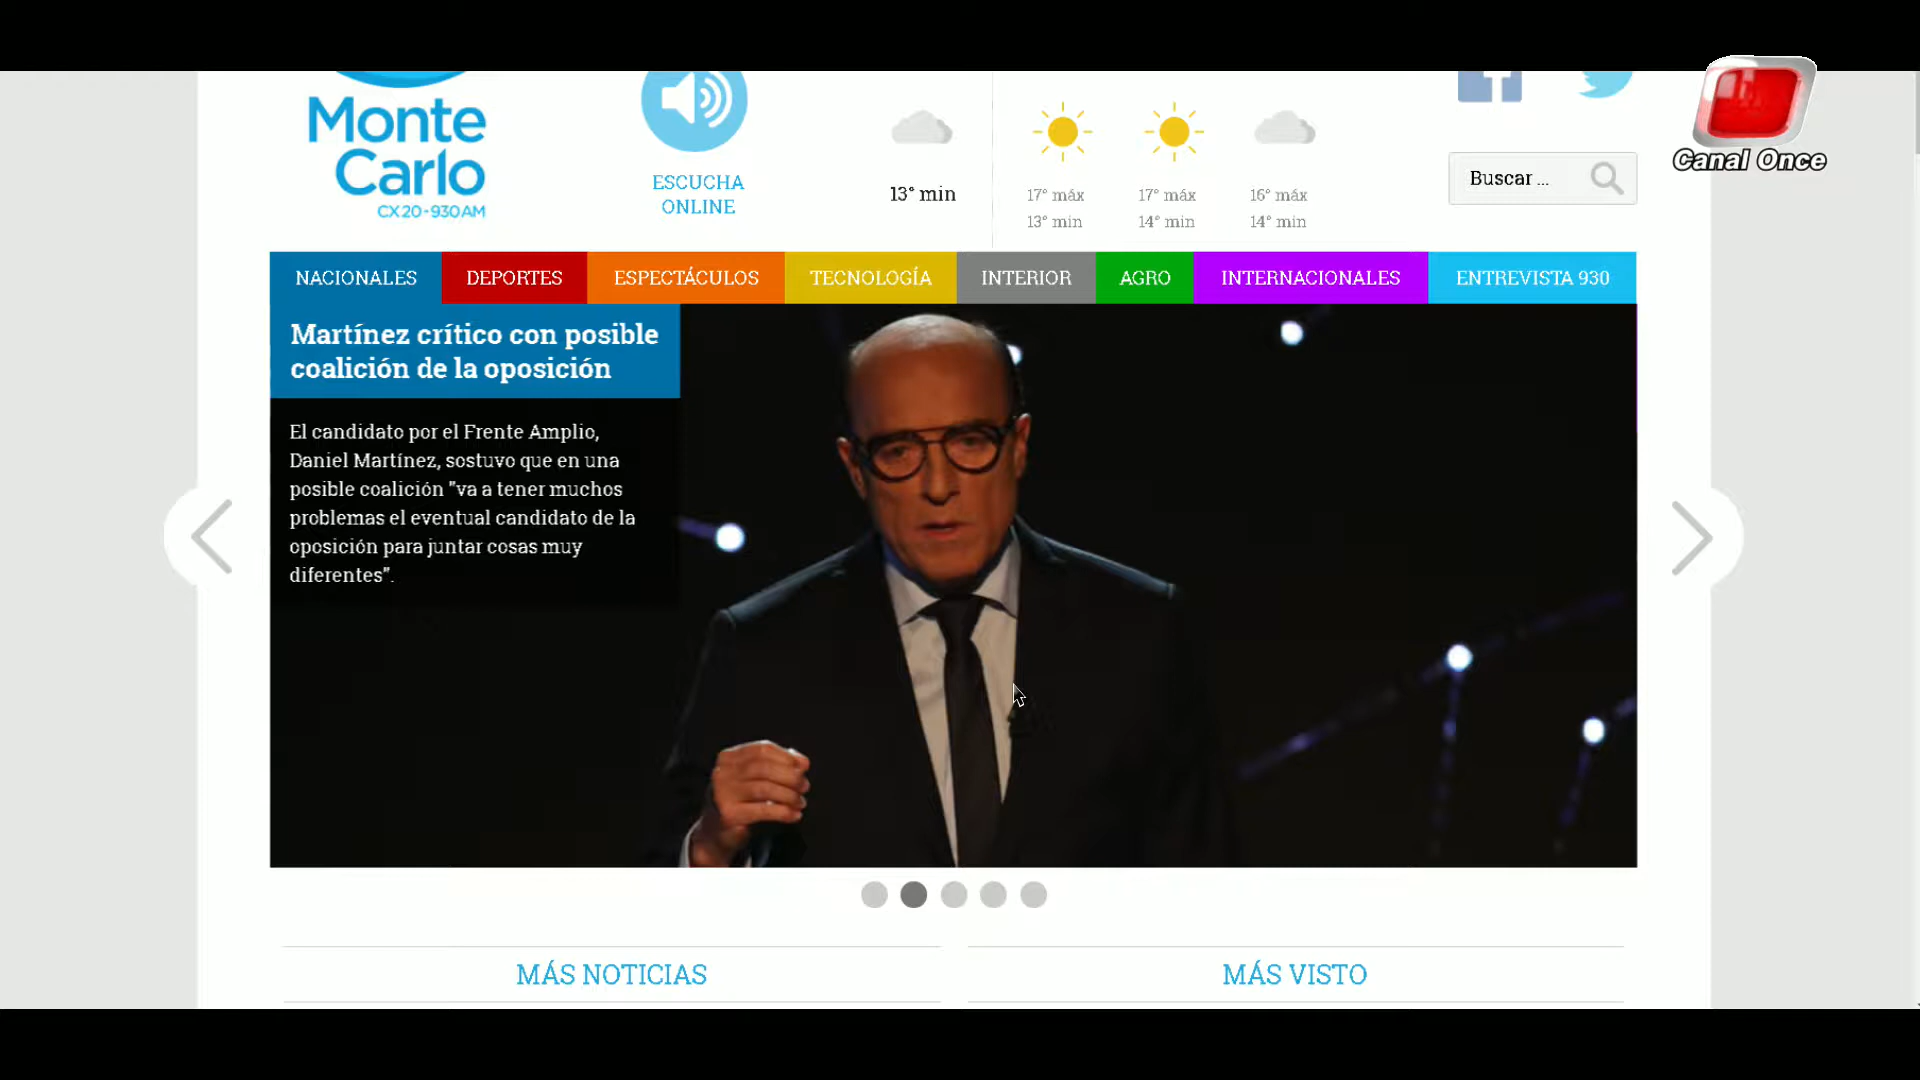 Monte
Carlo
CX20-930AM
ESCUCHA
ONLINE
13° min
17° máx
13° min
17° máx
14° min
16° máx
14° min
Buscar ...
Canal Once
NACIONALES
DEPORTES
ESPECTÁCULOS
TECNOLOGÍA
INTERIOR
AGRO
INTERNACIONALES
ENTREVISTA 930
Martínez crítico con posible
coalición de la oposición
El candidato por el Frente Amplio,
Daniel Martínez, sostuvo que en una
posible coalición "va a tener muchos
problemas el eventual candidato de la
oposición para juntar cosas muy
diferentes".
MÁS NOTICIAS
MÁS VISTO